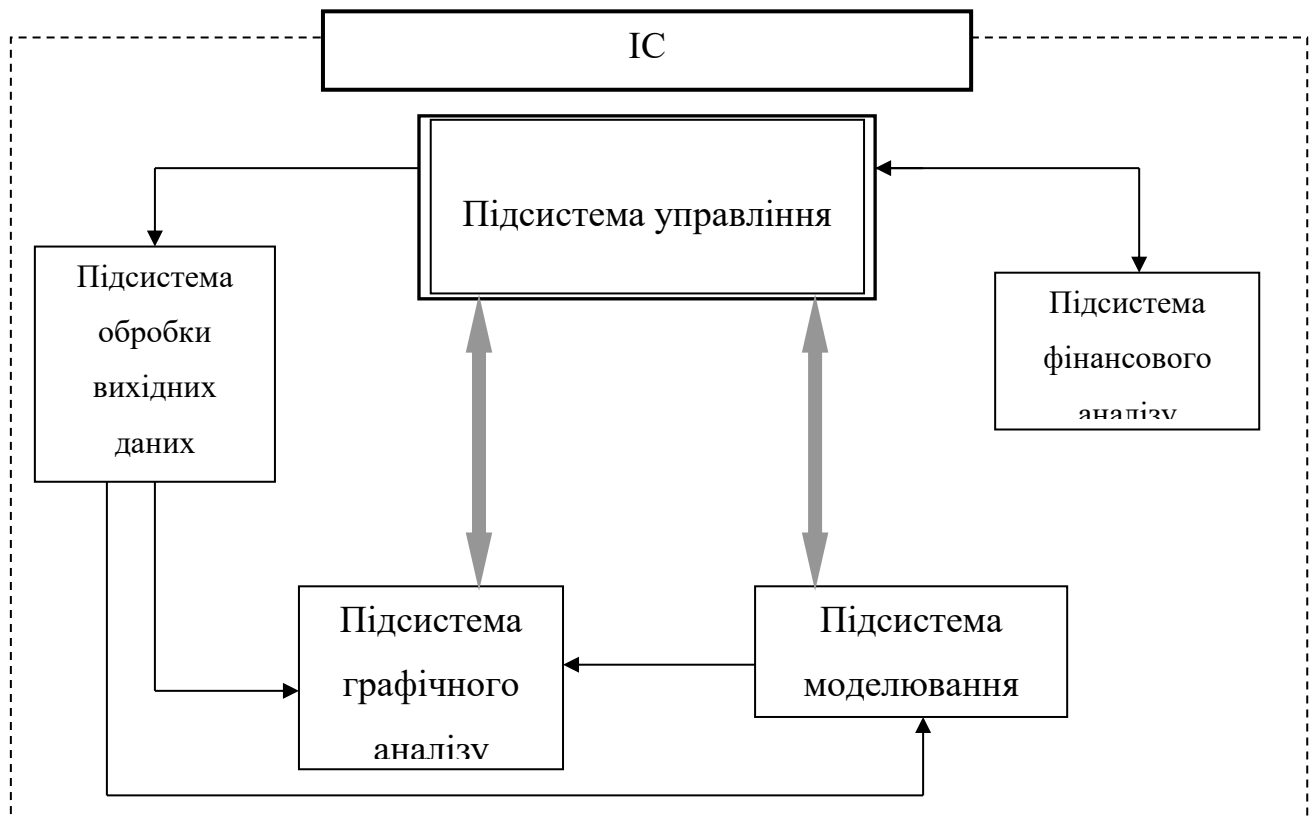 ІС
Підсистема управління
Підсистема
обробки
вихідних
даних
Підсистема
фінансового
аналізу
Підсистема
графічного
аналізу
Підсистема
моделювання